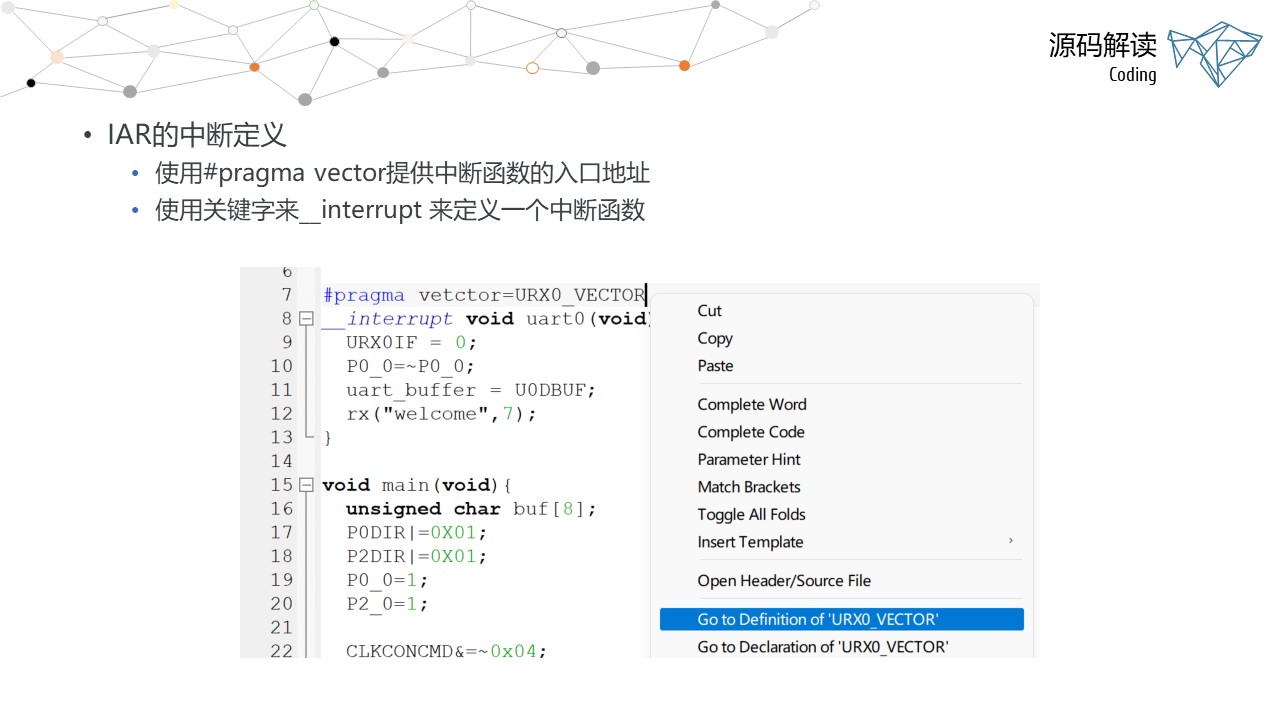 源码解读
Coding
• IAR的中断定义
• 使用#pragma vector提供中断函数的入口地址
• 使用关键字来__interrupt 来定义一个中断函数
6
7 #pragma vetctor=URX0_VECTOR
8 __interrupt void uart0(void)
9 URX0IF = 0;
10 P0_0=~P0_0;
11 uart_buffer = U0DBUF;
12 rx("welcome",7);
13 }
14
15 void main(void){
16 unsigned char buf[8];
17 P0DIR|=0X01;
18 P2DIR|=0X01;
19 P0_0=1;
20 P2_0=1;
21
22 CLKCONCMD&=~0x04;
Cut
Copy
Paste
Complete Word
Complete Code
Parameter Hint
Match Brackets
Toggle All Folds
Insert Template ›
Open Header/Source File
Go to Definition of 'URX0_VECTOR'
Go to Declaration of 'URX0_VECTOR'